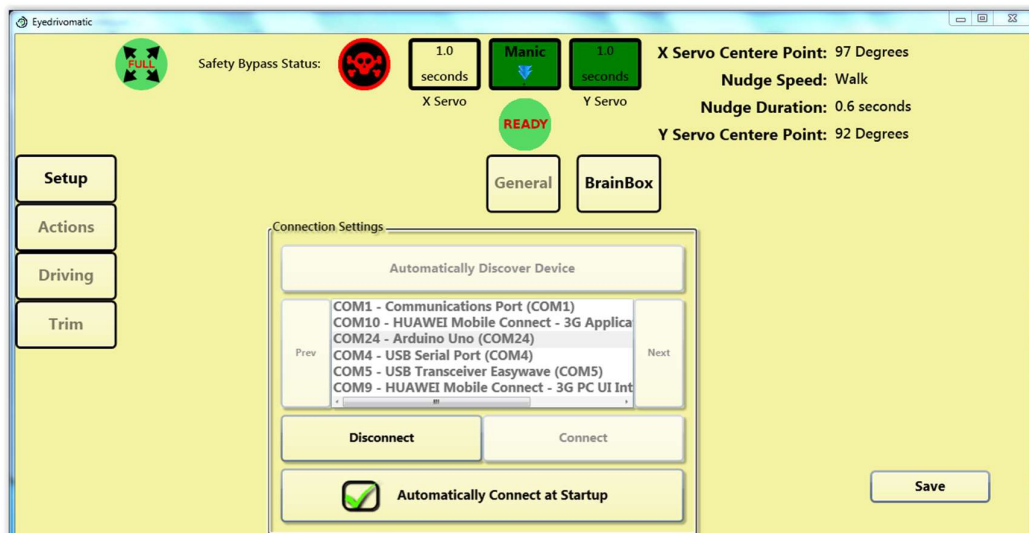 Eyedrivomatic
FULL
Safety Bypass Status:
1.0
seconds
X Servo
Manic
1.0
seconds
Y Servo
READY
X Servo Centere Point: 97 Degrees
Nudge Speed: Walk
Nudge Duration: 0.6 seconds
Y Servo Centere Point: 92 Degrees
Setup
Actions
Driving
Trim
General
BrainBox
Connection Settings
Automatically Discover Device
Prev
COM1 - Communications Port (COM1)
COM10 - HUAWEI Mobile Connect - 3G Applica
COM24 - Arduino Uno (COM24)
COM4 - USB Serial Port (COM4)
COM5 - USB Transceiver Easywave (COM5)
COM9 - HUAWEI Mobile Connect - 3G PC UI Int
Next
Disconnect
Connect
Automatically Connect at Startup
Save